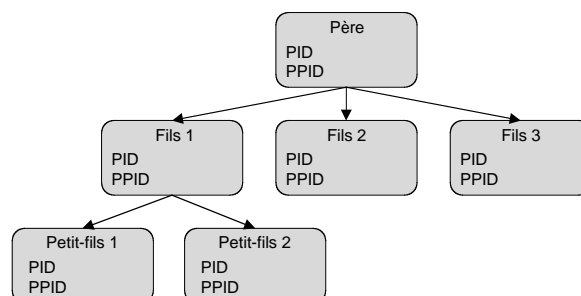 Père
PID
PPID
Fils 1
PID
PPID
Fils 2
PID
PPID
Fils 3
PID
PPID
Petit-fils 1
PID
PPID
Petit-fils 2
PID
PPID